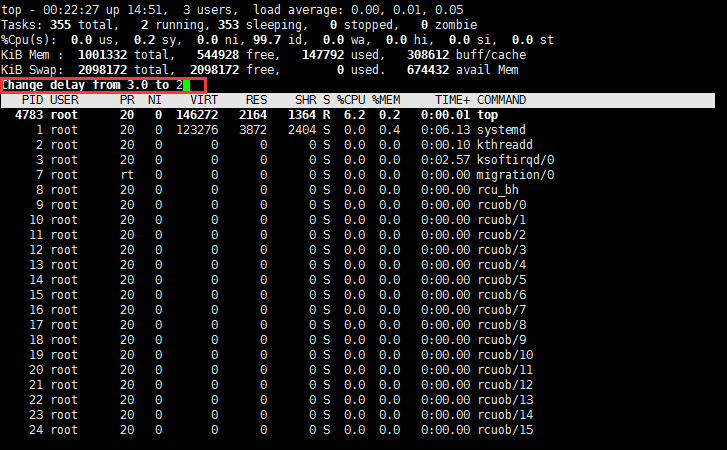 top - 00:22:27 up 14:51,  3 users,  load average: 0.00, 0.01, 0.05
Tasks: 355 total,   2 running, 353 sleeping,   0 stopped,   0 zombie
%Cpu(s):  0.0 us,  0.2 sy,  0.0 ni, 99.7 id,  0.0 wa,  0.0 hi,  0.0 si,  0.0 st
KiB Mem :  1001332 total,   544928 free,   147792 used,   308612 buff/cache
KiB Swap:  2098172 total,  2098172 free,        0 used.   674432 avail Mem
Change delay from 3.0 to 2
  PID USER      PR  NI    VIRT    RES    SHR S %CPU %MEM     TIME+ COMMAND
 4783 root      20   0  146272   2164   1364 R  6.2  0.2   0:00.01 top
    1 root      20   0  123276   3872   2404 S  0.0  0.4   0:06.13 systemd
    2 root      20   0       0      0      0 S  0.0  0.0   0:00.10 kthreadd
    3 root      20   0       0      0      0 S  0.0  0.0   0:02.57 ksoftirqd/0
    7 root      rt   0       0      0      0 S  0.0  0.0   0:00.00 migration/0
    8 root      20   0       0      0      0 S  0.0  0.0   0:00.00 rcu_bh
    9 root      20   0       0      0      0 S  0.0  0.0   0:00.00 rcuob/0
   10 root      20   0       0      0      0 S  0.0  0.0   0:00.00 rcuob/1
   11 root      20   0       0      0      0 S  0.0  0.0   0:00.00 rcuob/2
   12 root      20   0       0      0      0 S  0.0  0.0   0:00.00 rcuob/3
   13 root      20   0       0      0      0 S  0.0  0.0   0:00.00 rcuob/4
   14 root      20   0       0      0      0 S  0.0  0.0   0:00.00 rcuob/5
   15 root      20   0       0      0      0 S  0.0  0.0   0:00.00 rcuob/6
   16 root      20   0       0      0      0 S  0.0  0.0   0:00.00 rcuob/7
   17 root      20   0       0      0      0 S  0.0  0.0   0:00.00 rcuob/8
   18 root      20   0       0      0      0 S  0.0  0.0   0:00.00 rcuob/9
   19 root      20   0       0      0      0 S  0.0  0.0   0:00.00 rcuob/10
   20 root      20   0       0      0      0 S  0.0  0.0   0:00.00 rcuob/11
   21 root      20   0       0      0      0 S  0.0  0.0   0:00.00 rcuob/12
   22 root      20   0       0      0      0 S  0.0  0.0   0:00.00 rcuob/13
   23 root      20   0       0      0      0 S  0.0  0.0   0:00.00 rcuob/14
   24 root      20   0       0      0      0 S  0.0  0.0   0:00.00 rcuob/15